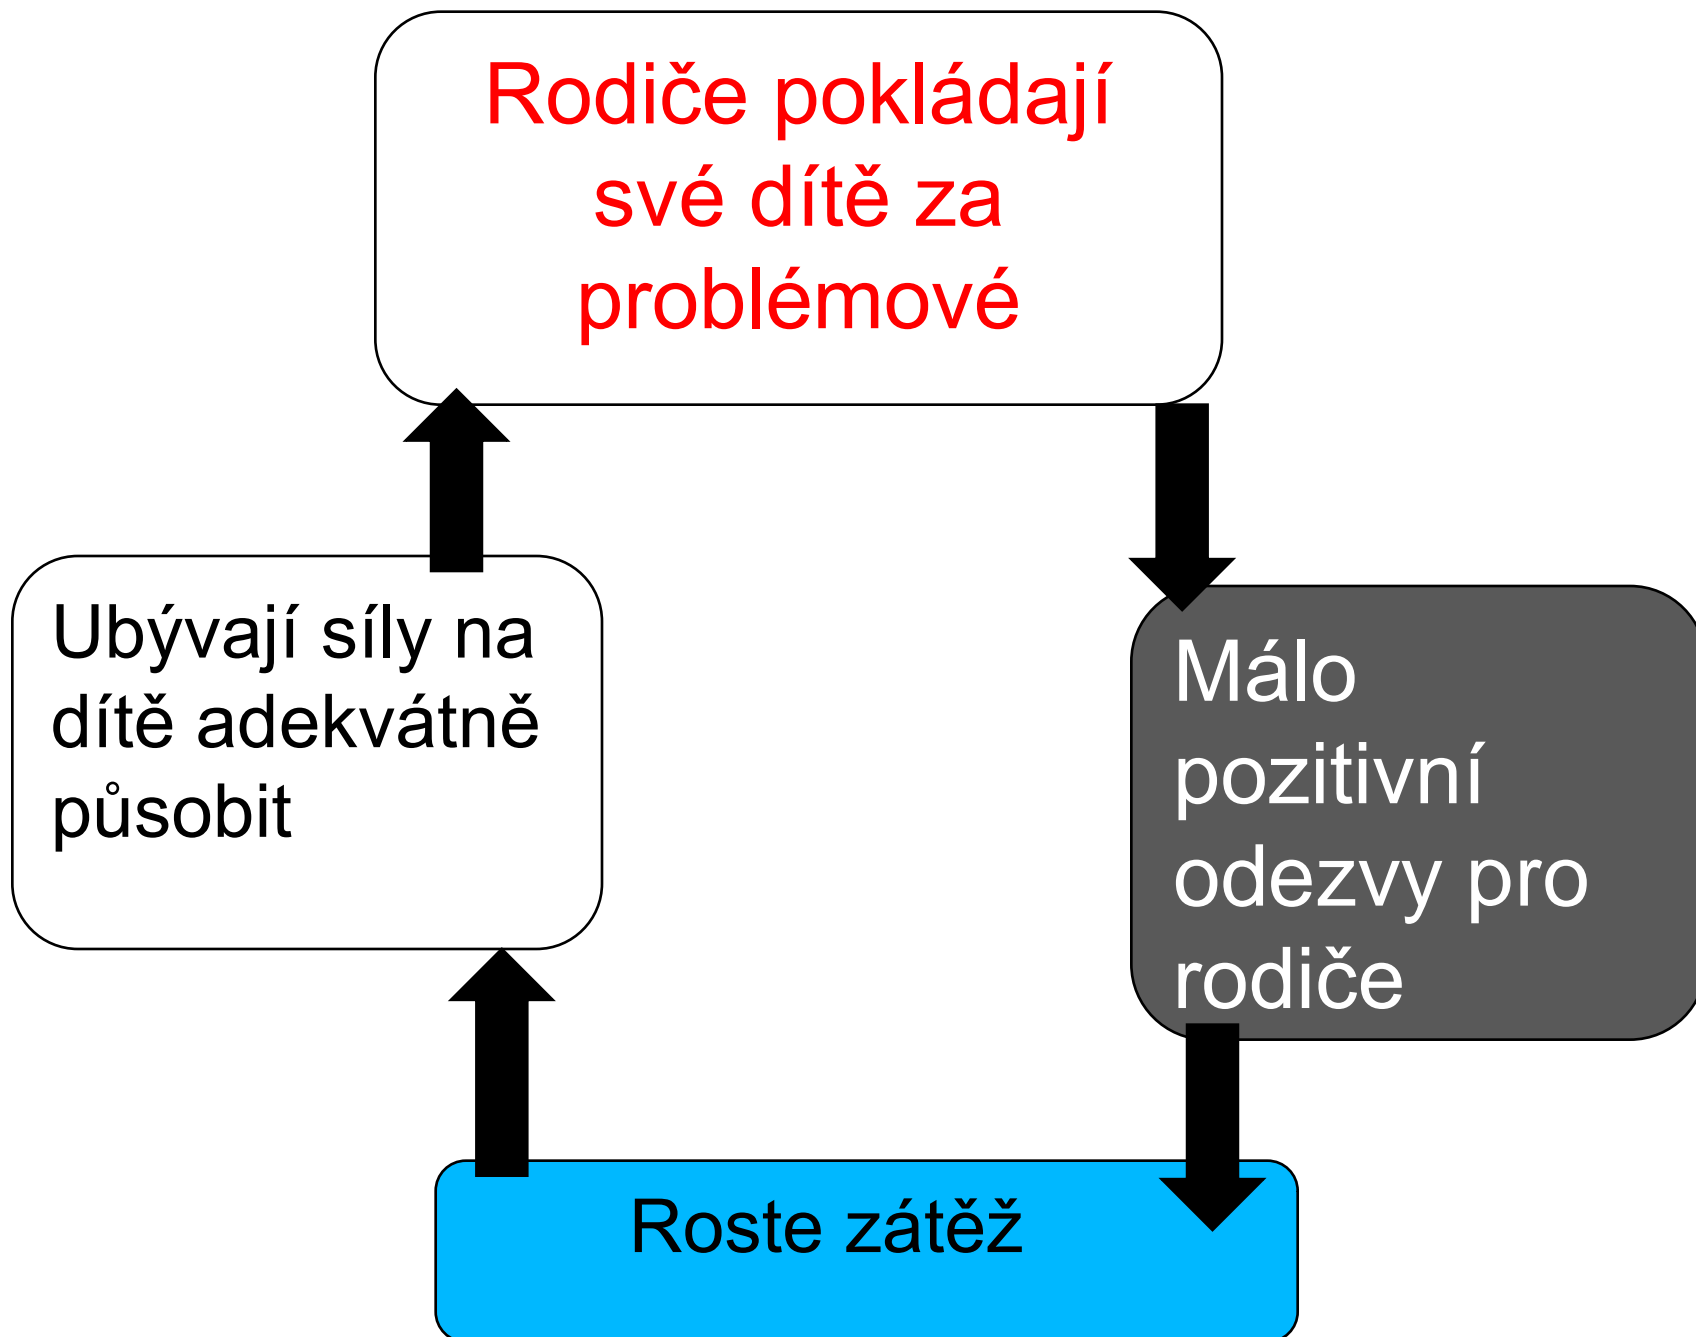 Rodiče pokládají
své dítě za
problémové
Ubývají síly na
dítě adekvátně
působit
Málo
pozitivní
odezvy pro
rodiče
Roste zátěž